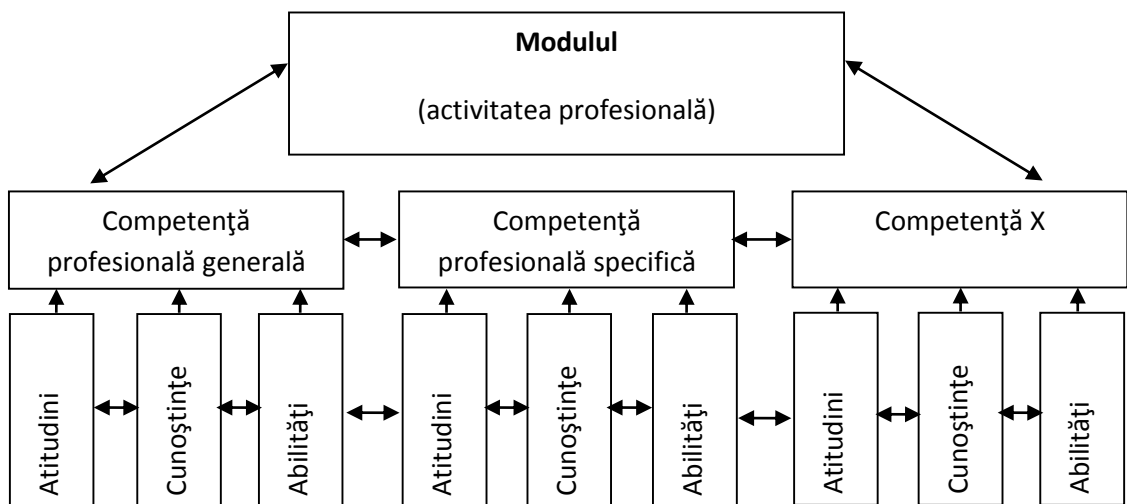 Modulul
(activitatea profesională)
Competenţă
profesională generală
Competenţă
profesională specifică
Competenţă X
Atitudini
Cunoştinţe
Abilităţi
Atitudini
Cunoştinţe
Abilităţi
Atitudini
Cunoştinţe
Abilităţi